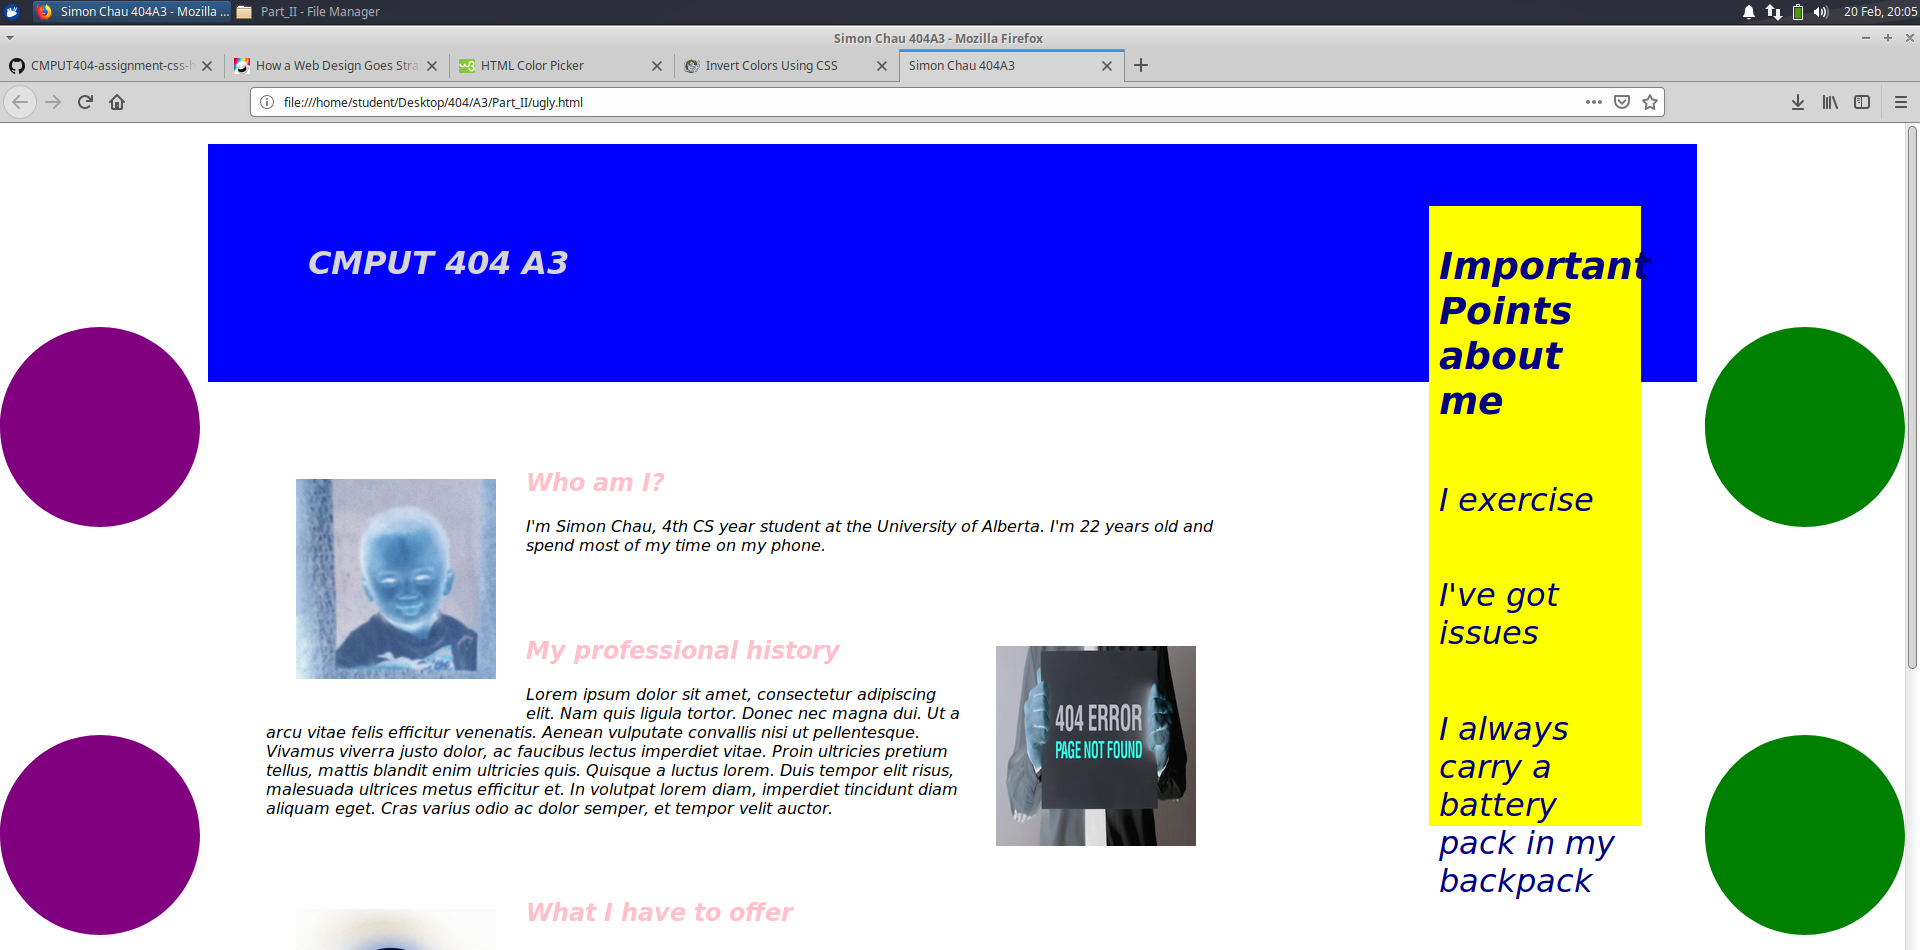 Simon Chau 404A3 - Mozilla ...
Part_II - File Manager
20 Feb, 20:05
Simon Chau 404A3 - Mozilla Firefox
CMPUT404-assignment-css-h
How a Web Design Goes Stra
HTML Color Picker
Invert Colors Using CSS
Simon Chau 404A3
file:///home/student/Desktop/404/A3/Part_II/ugly.html
CMPUT 404 A3
Who am I?
I'm Simon Chau, 4th CS year student at the University of Alberta. I'm 22 years old and
spend most of my time on my phone.
My professional history
Lorem ipsum dolor sit amet, consectetur adipiscing
elit. Nam quis ligula tortor. Donec nec magna dui. Ut a
arcu vitae felis efficitur venenatis. Aenean vulputate convallis nisi ut pellentesque.
Vivamus viverra justo dolor, ac faucibus lectus imperdiet vitae. Proin ultricies pretium
tellus, mattis blandit enim ultricies quis. Quisque a luctus lorem. Duis tempor elit risus,
malesuada ultrices metus efficitur et. In volutpat lorem diam, imperdiet tincidunt diam
aliquam eget. Cras varius odio ac dolor semper, et tempor velit auctor.
404 ERROR
PAGE NOT FOUND
What I have to offer
Important
Points
about
me
I exercise
I've got
issues
I always
carry a
battery
pack in my
backpack